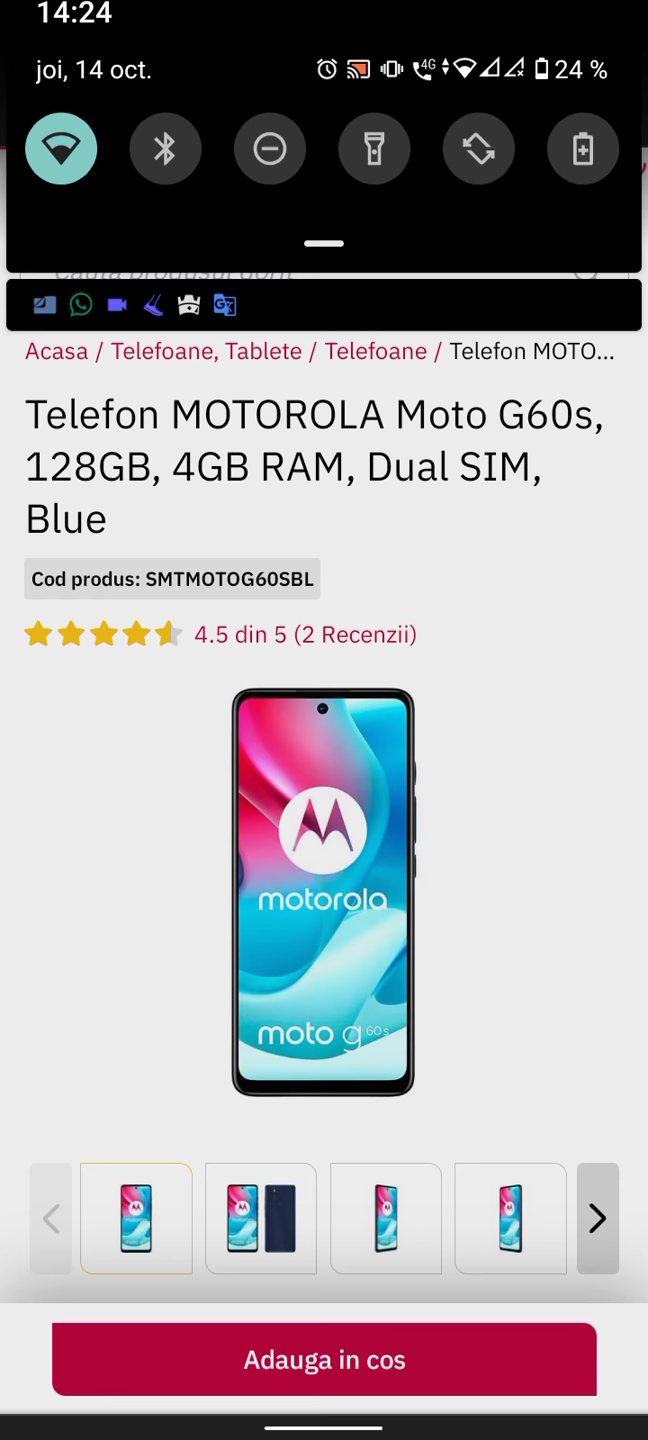 14:24
joi, 14 oct.
4G
24 %
Acasa / Telefoane, Tablete / Telefoane / Telefon MOTO...
Telefon MOTOROLA Moto G60s,
128GB, 4GB RAM, Dual SIM,
Blue
Cod produs: SMTMOTOG60SBL
4.5 din 5 (2 Recenzii)
motorola
moto g 60s
Adauga in cos